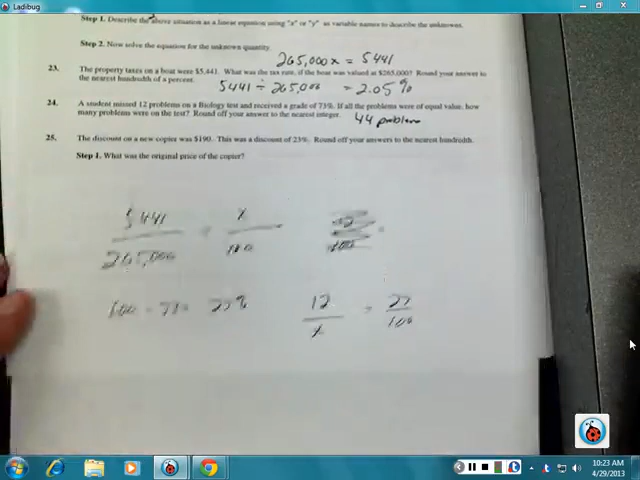 Ladibug
Step 1. Describe the above situation as a linear equation using "x" or "y" as variable names to describe the unknowns.
Step 2. Now solve the equation for the unknown quantity.
265,000x = 5441
23. The property taxes on a boat were $5,441. What was the tax rate, if the boat was valued at $265,000? Round your answer to
the nearest hundredth of a percent.
5441 ÷ 265,000 = 2.05%
24. A student missed 12 problems on a Biology test and received a grade of 73%. If all the problems were of equal value, how
many problems were on the test? Round off your answer to the nearest integer.
44 problems
25. The discount on a new copier was $190. This was a discount of 23%. Round off your answers to the nearest hundredth.
Step 1. What was the original price of the copier?
5441 x
265,000 = 100
100 - 73% 27% 12 = 27
x 100
10:23 AM
4/29/2013